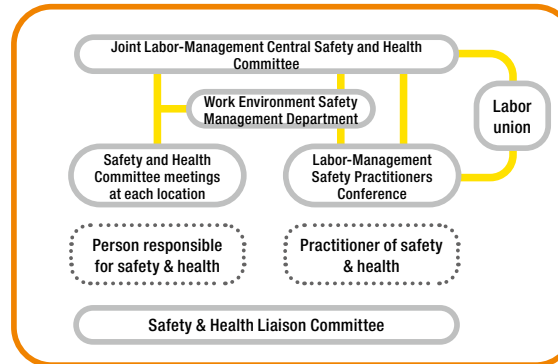 Joint Labor-Management Central Safety and Health
Committee
Work Environment Safety
Management Department
Labor
union
Safety and Health
Committee meetings
at each location
Labor-Management
Safety Practitioners
Conference
Person responsible
for safety & health
Practitioner of safety
& health
Safety & Health Liaison Committee